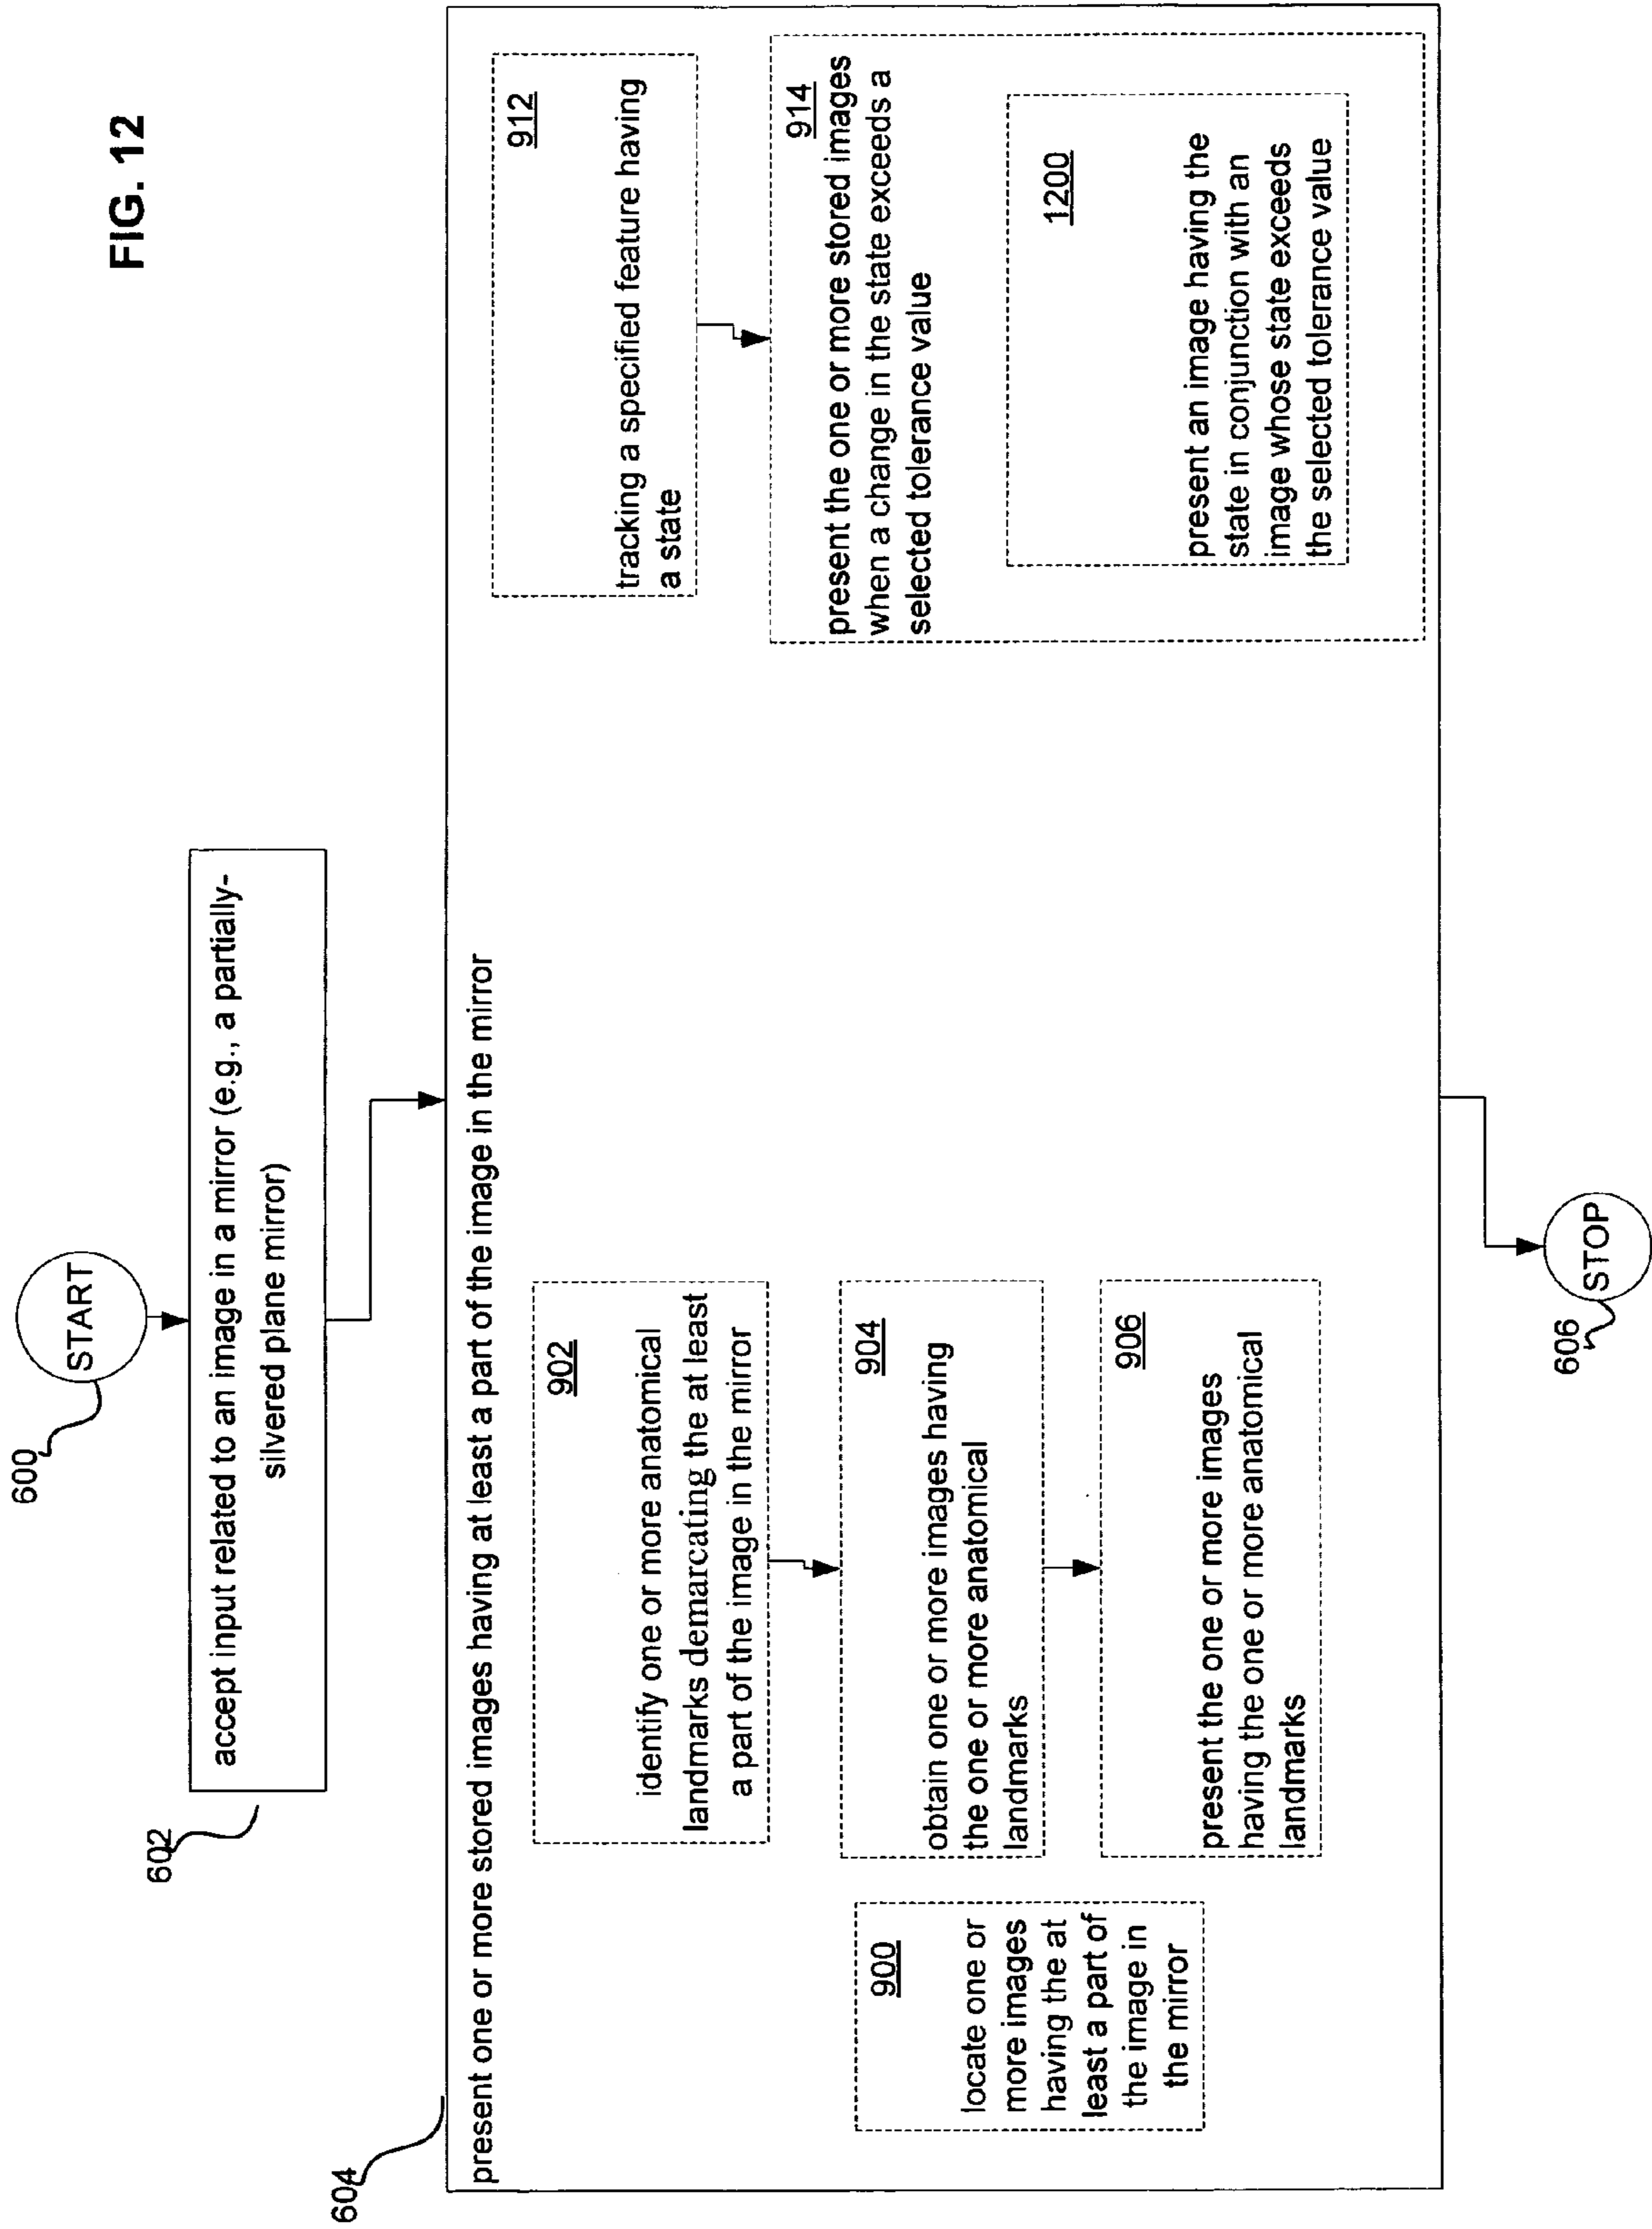 FIG. 12
600
START
602
accept input related to an image in a mirror (e.g., a partially-
silvered plane mirror)
604
present one or more stored images having at least a part of the image in the mirror
900
locate one or
more images
having the at
least a part of
the image in
the mirror
902
identify one or more anatomical
landmarks demarcating the at least
a part of the image in the mirror
904
obtain one or more images having
the one or more anatomical
landmarks
906
present the one or more images
having the one or more anatomical
landmarks
912
tracking a specified feature having
a state
914
present the one or more stored images
when a change in the state exceeds a
selected tolerance value
1200
present an image having the
state in conjunction with an
image whose state exceeds
the selected tolerance value
606
STOP